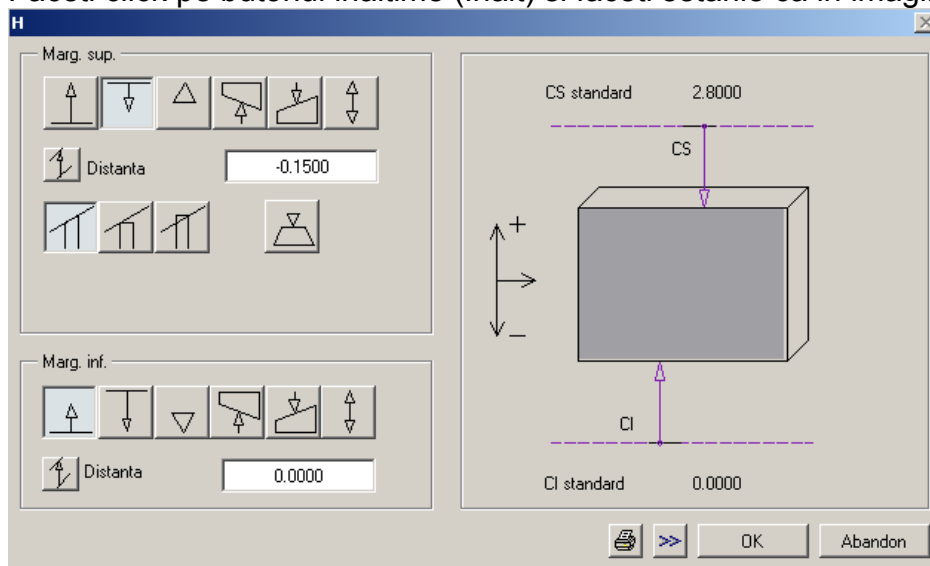 H
Marg. sup.
Distanta -0.1500
Marg. inf.
Distanta 0.0000
CS standard 2.8000
CS
+
−
CI
CI standard 0.0000
>> OK Abandon